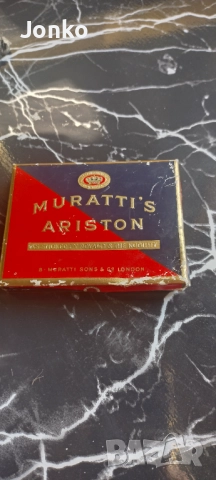 Jonko
MURATTI'S
ARISTON
B. MURATTI SONS & Co LONDON
BAZAR